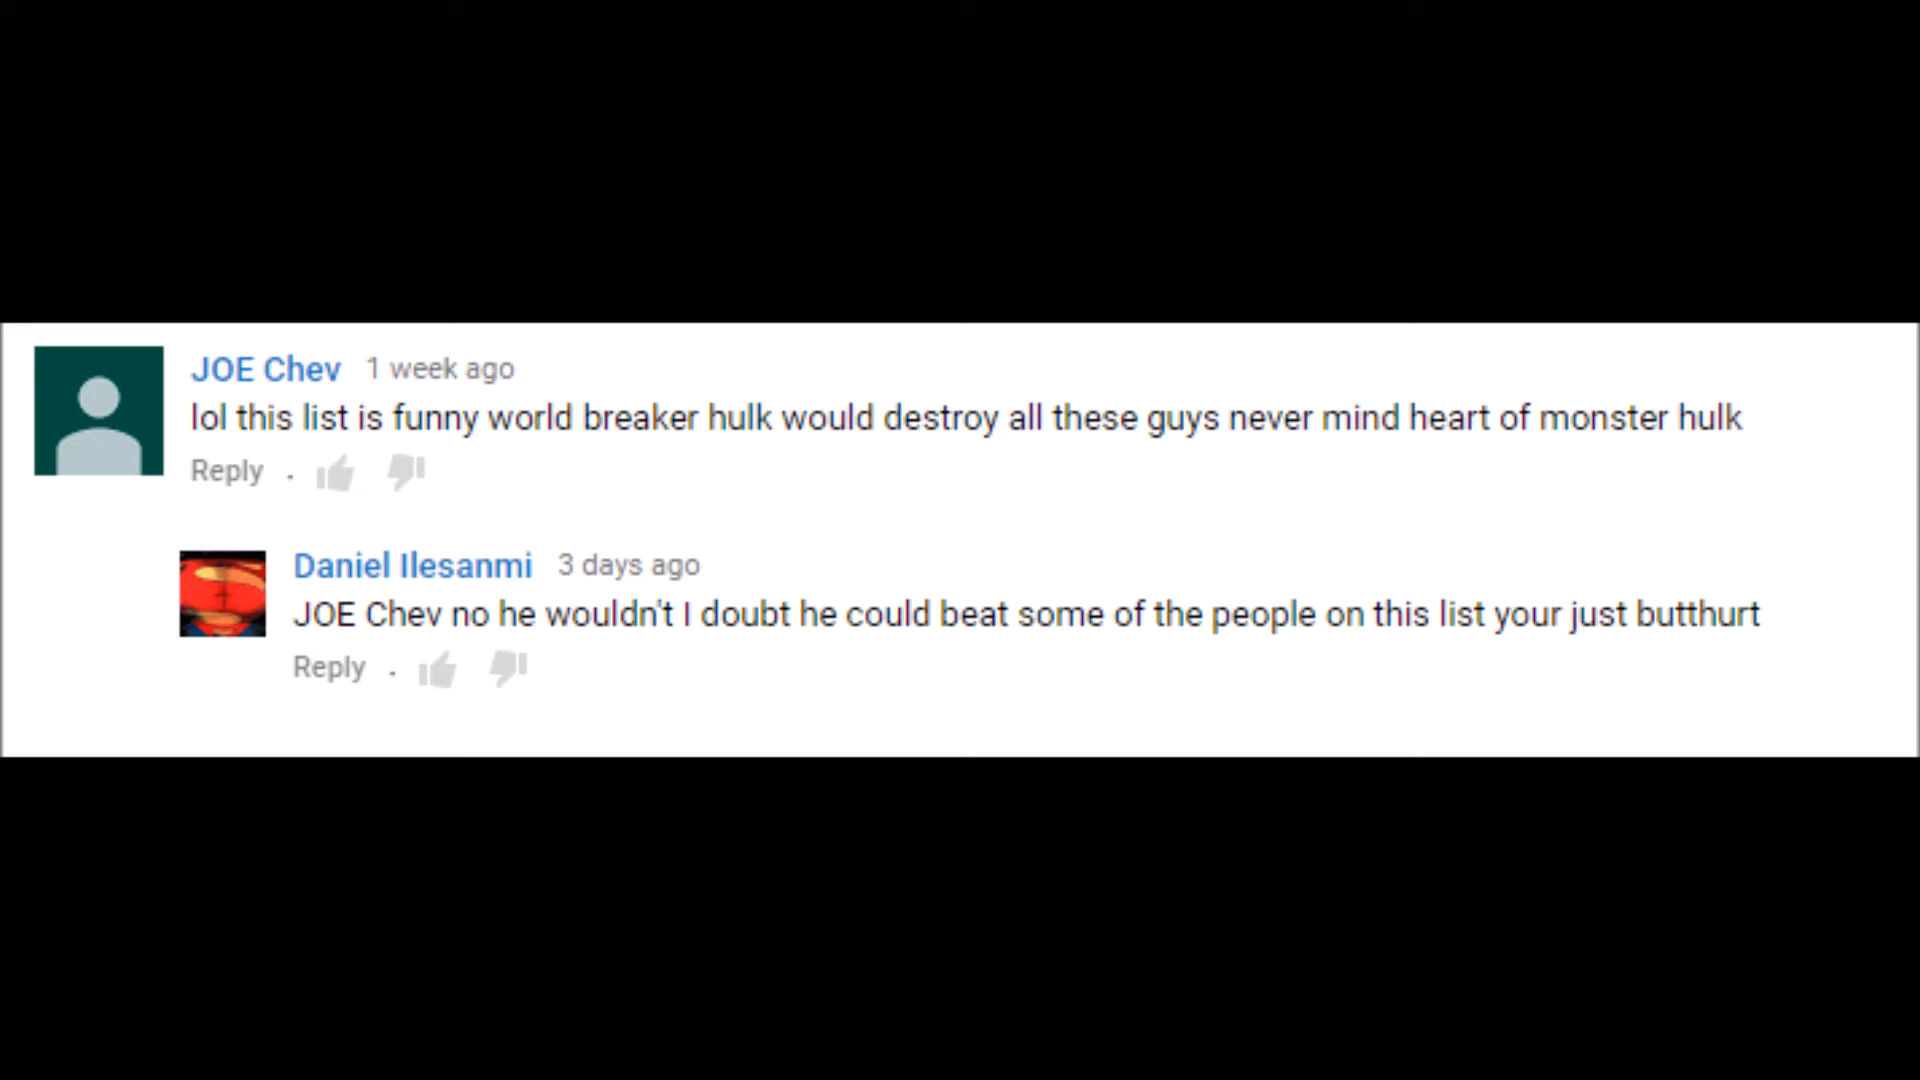 JOE Chev 1 week ago
lol this list is funny world breaker hulk would destroy all these guys never mind heart of monster hulk
Reply .
Daniel Ilesanmi 3 days ago
JOE Chev no he wouldn't I doubt he could beat some of the people on this list your just butthurt
Reply .